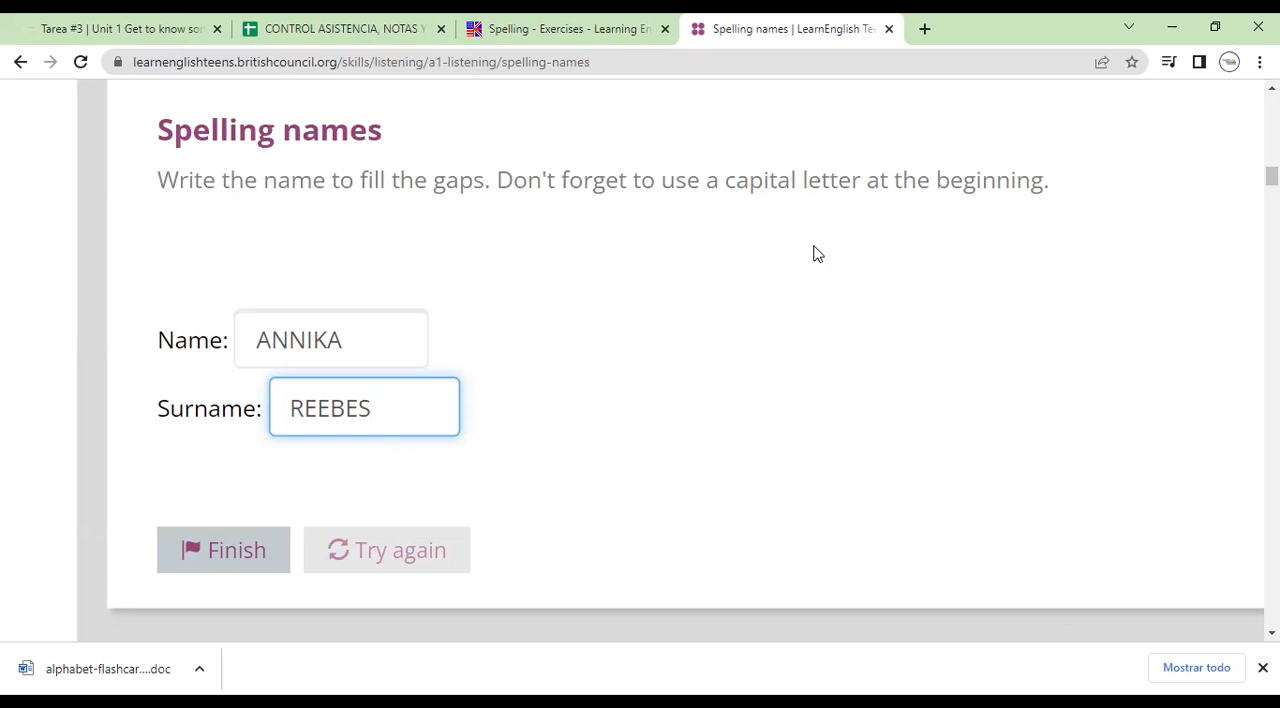 Tarea #3 | Unit 1 Get to know sor
CONTROL ASISTENCIA, NOTAS Y
Spelling - Exercises - Learning En
Spelling names | LearnEnglish Tee
learnenglishteens.britishcouncil.org/skills/listening/a1-listening/spelling-names
Spelling names
Write the name to fill the gaps. Don't forget to use a capital letter at the beginning.
Name: ANNIKA
Surname: REEBES
Finish Try again
alphabet-flashcar....doc
Mostrar todo